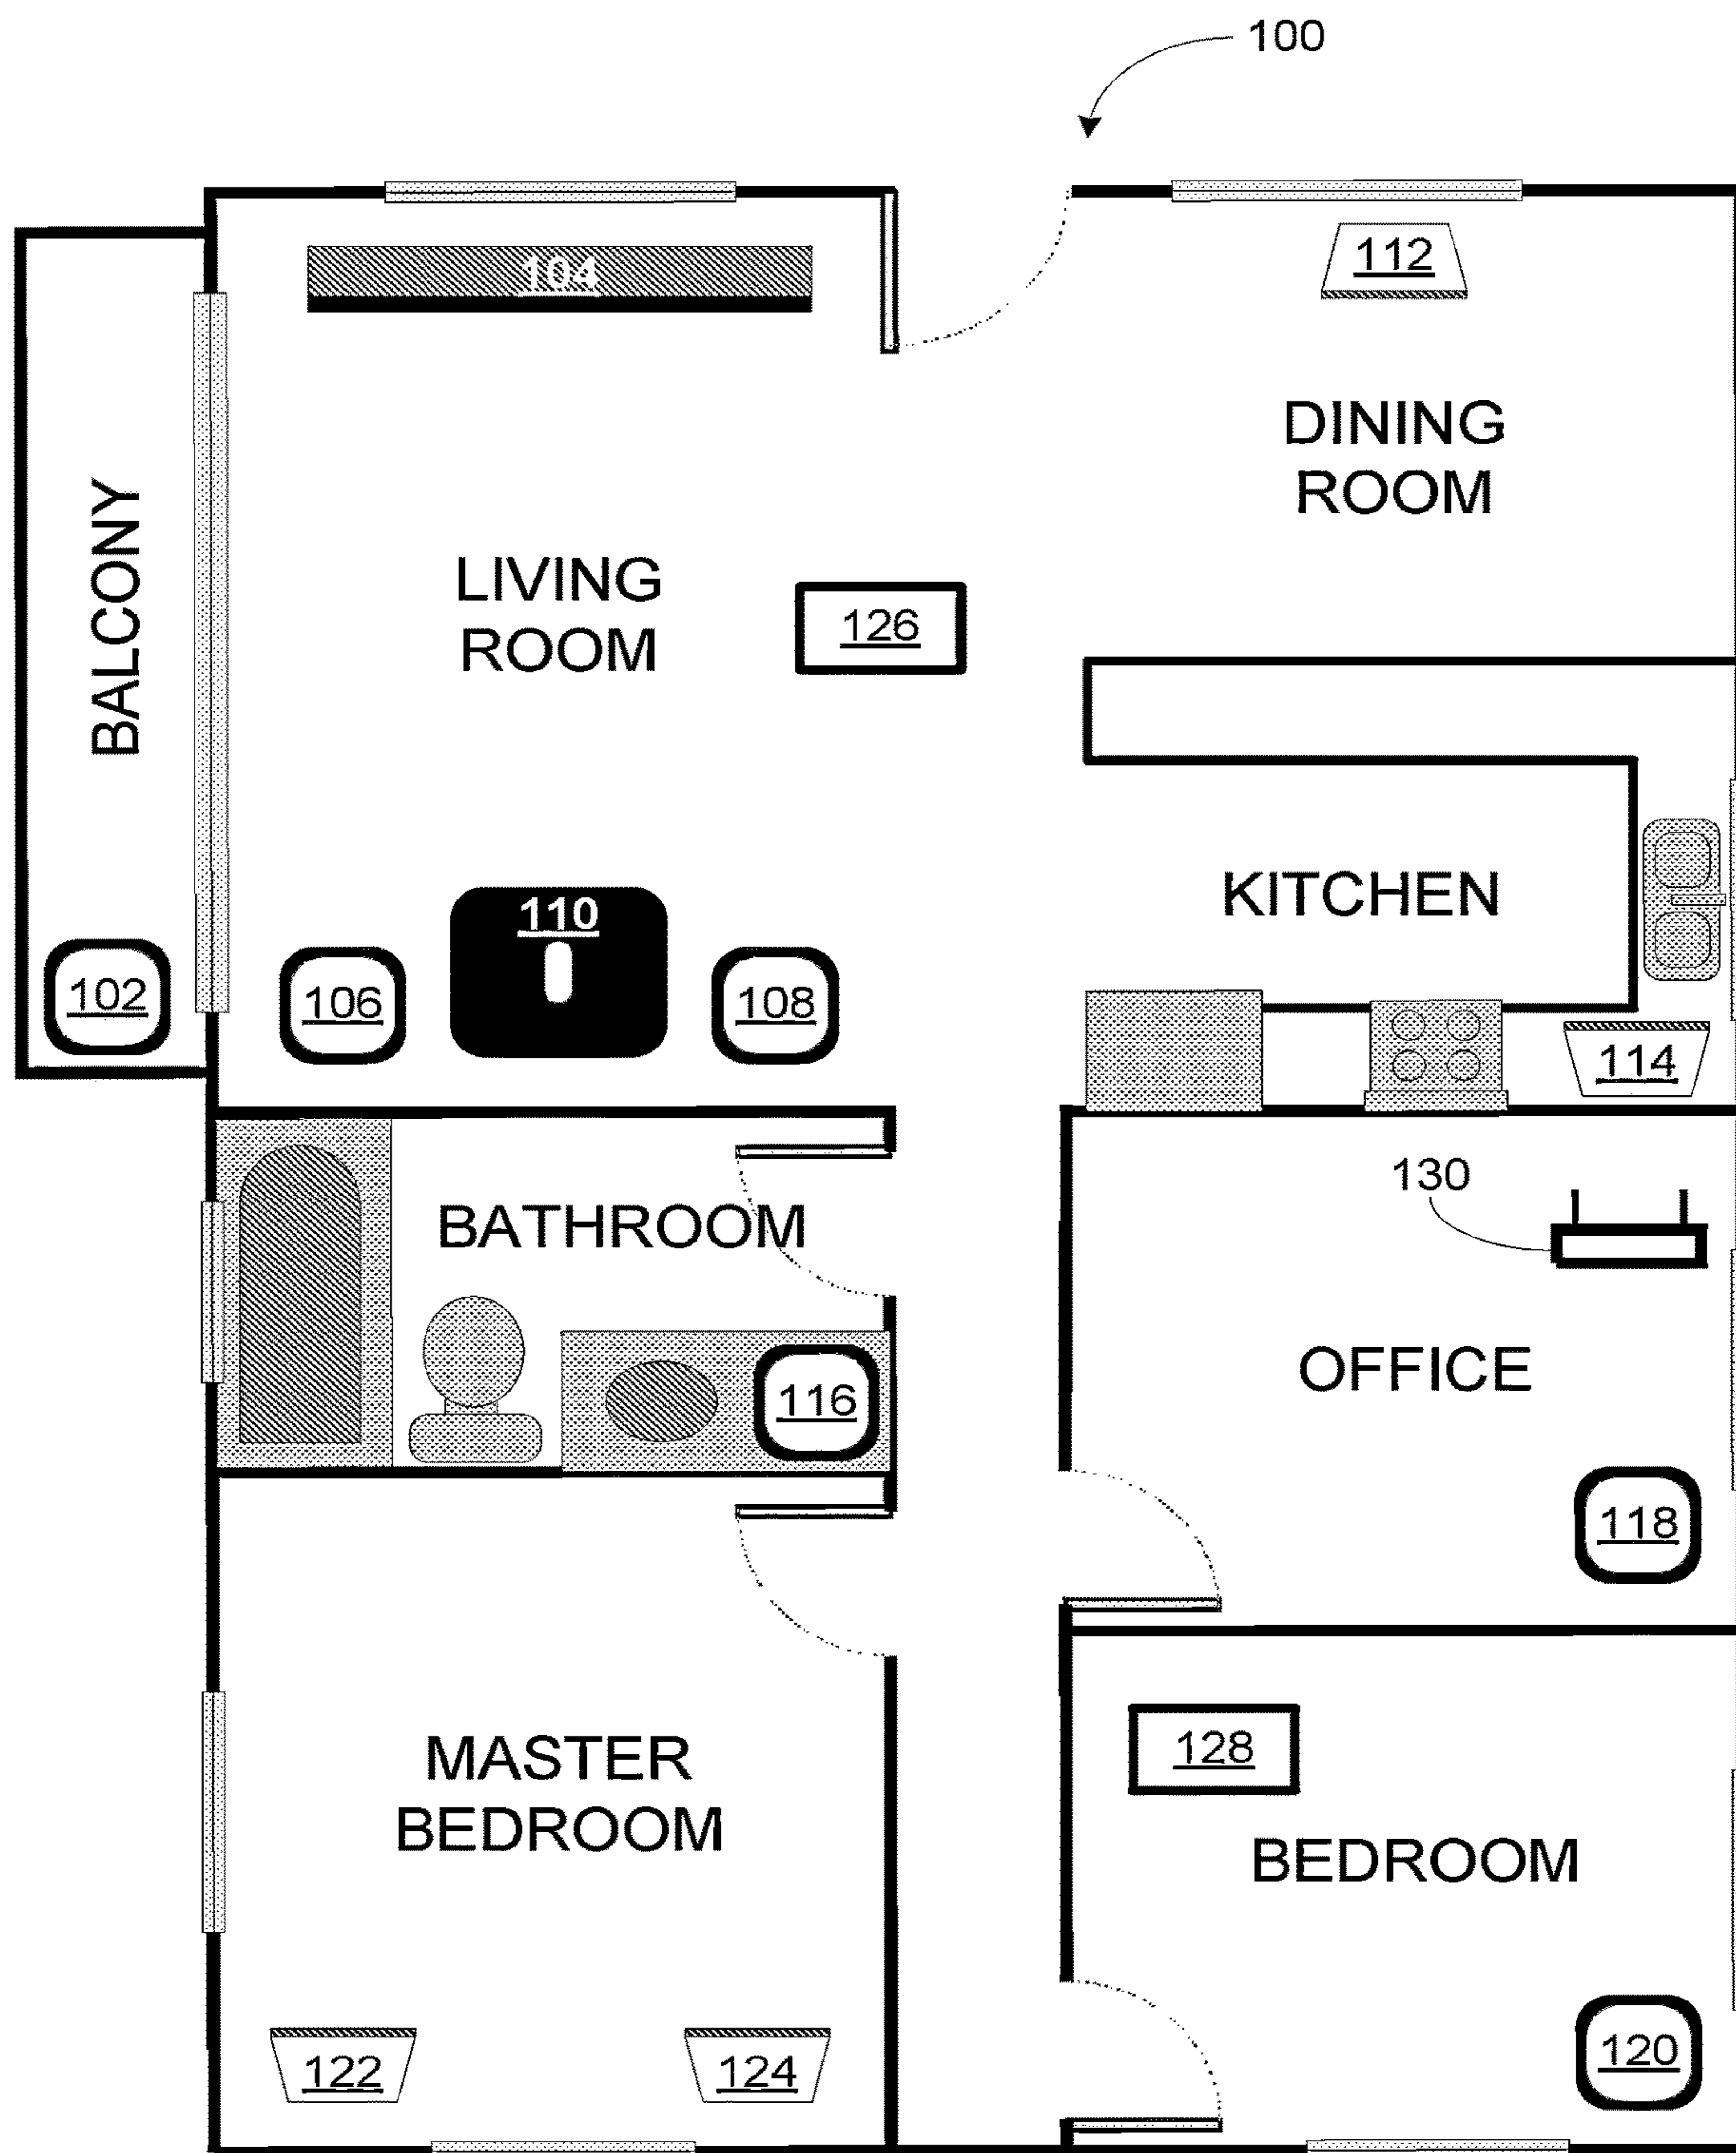 100
104
112
DINING
ROOM
BALCONY
LIVING
ROOM
126
KITCHEN
110
102
106
108
114
130
BATHROOM
OFFICE
116
118
MASTER
BEDROOM
128
BEDROOM
122
124
120